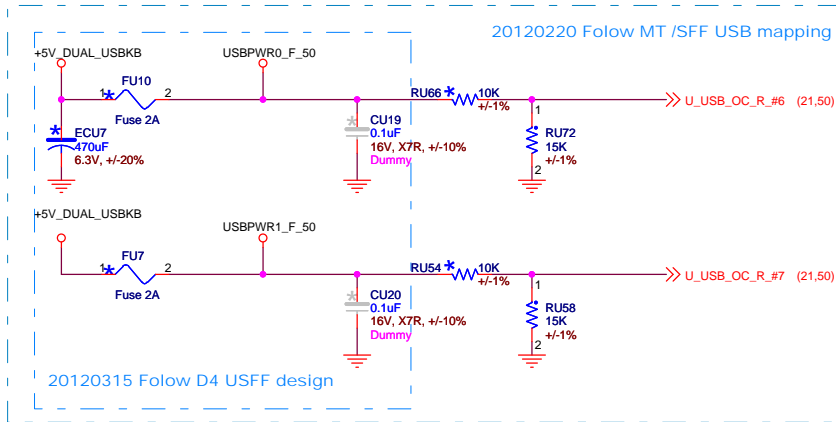 20120220 Folow MT /SFF USB mapping
+5V_DUAL_USBKB
USBPWR0_F_50
FU10
1 * 2
Fuse 2A
RU66 * 10K
+/-1%
U_USB_OC_R_#6 (21,50)
* ECU7
470uF
6.3V, +/-20%
* CU19
0.1uF
16V, X7R, +/-10%
Dummy
1
RU72
15K
+/-1%
2
+5V_DUAL_USBKB
USBPWR1_F_50
FU7
1 * 2
Fuse 2A
RU54 * 10K
+/-1%
U_USB_OC_R_#7 (21,50)
* CU20
0.1uF
16V, X7R, +/-10%
Dummy
1
RU58
15K
+/-1%
2
20120315 Folow D4 USFF design